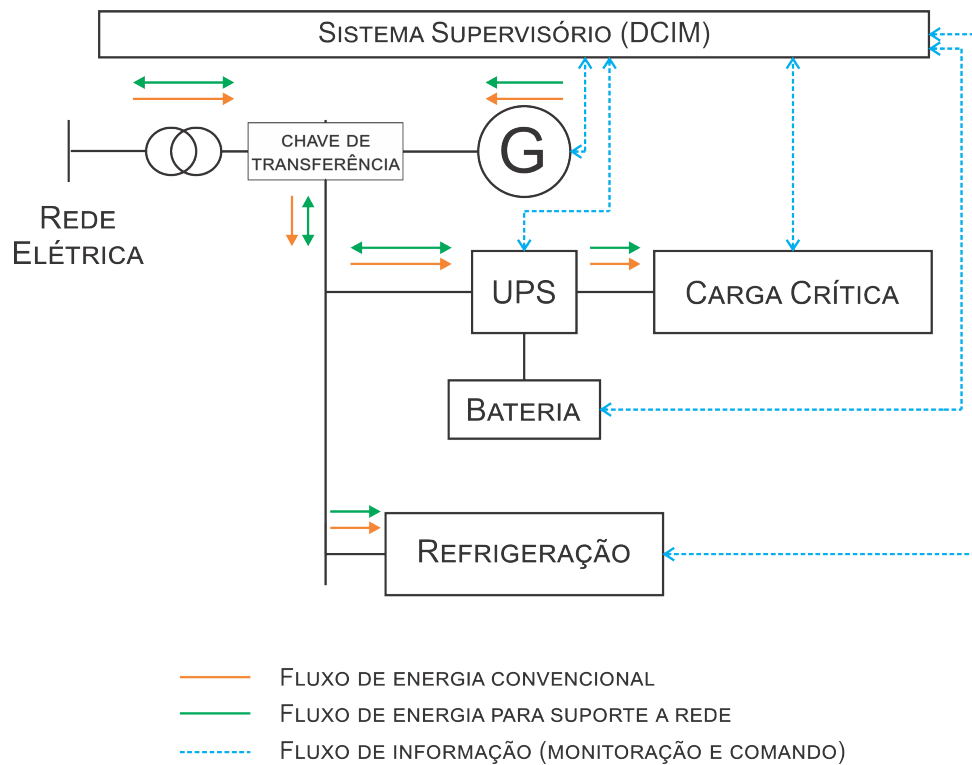 SISTEMA SUPERVISÓRIO (DCIM)
CHAVE DE
TRANSFERÊNCIA
G
REDE
ELÉTRICA
UPS
CARGA CRÍTICA
BATERIA
REFRIGERAÇÃO
FLUXO DE ENERGIA CONVENCIONAL
FLUXO DE ENERGIA PARA SUPORTE A REDE
FLUXO DE INFORMAÇÃO (MONITORAÇÃO E COMANDO)